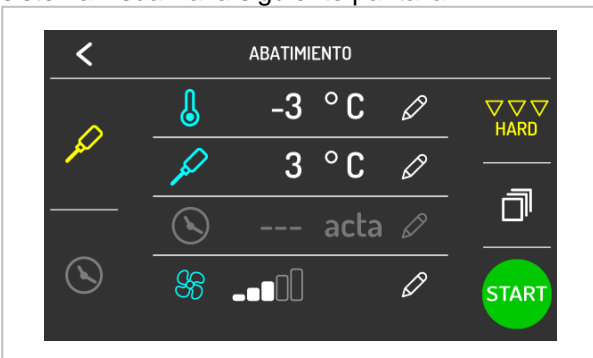 ABATIMIENTO
-3 °C
HARD
3 °C
--- acta
START